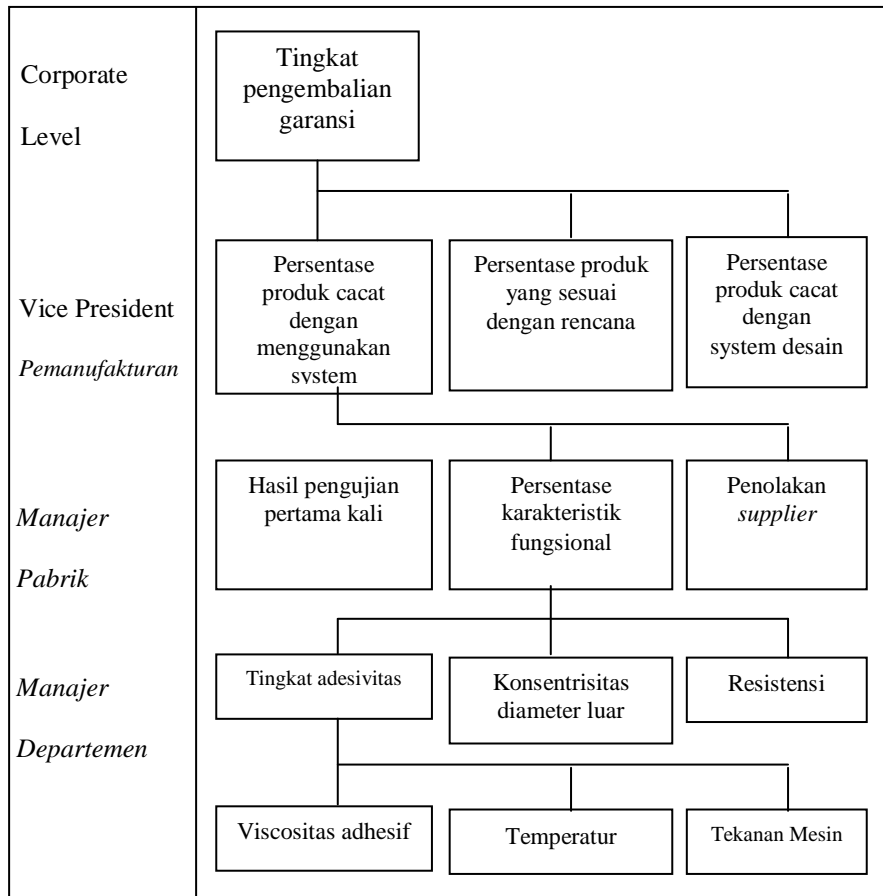 Corporate
Level
Tingkat
pengembalian
garansi
Vice President
Pemanufakturan
Persentase
produk cacat
dengan
menggunakan
system
Persentase produk
yang sesuai
dengan rencana
Persentase
produk cacat
dengan
system desain
Manajer
Pabrik
Hasil pengujian
pertama kali
Persentase
karakteristik
fungsional
Penolakan
supplier
Manajer
Departemen
Tingkat adesivitas
Konsentrisitas
diameter luar
Resistensi
Viscositas adhesif
Temperatur
Tekanan Mesin